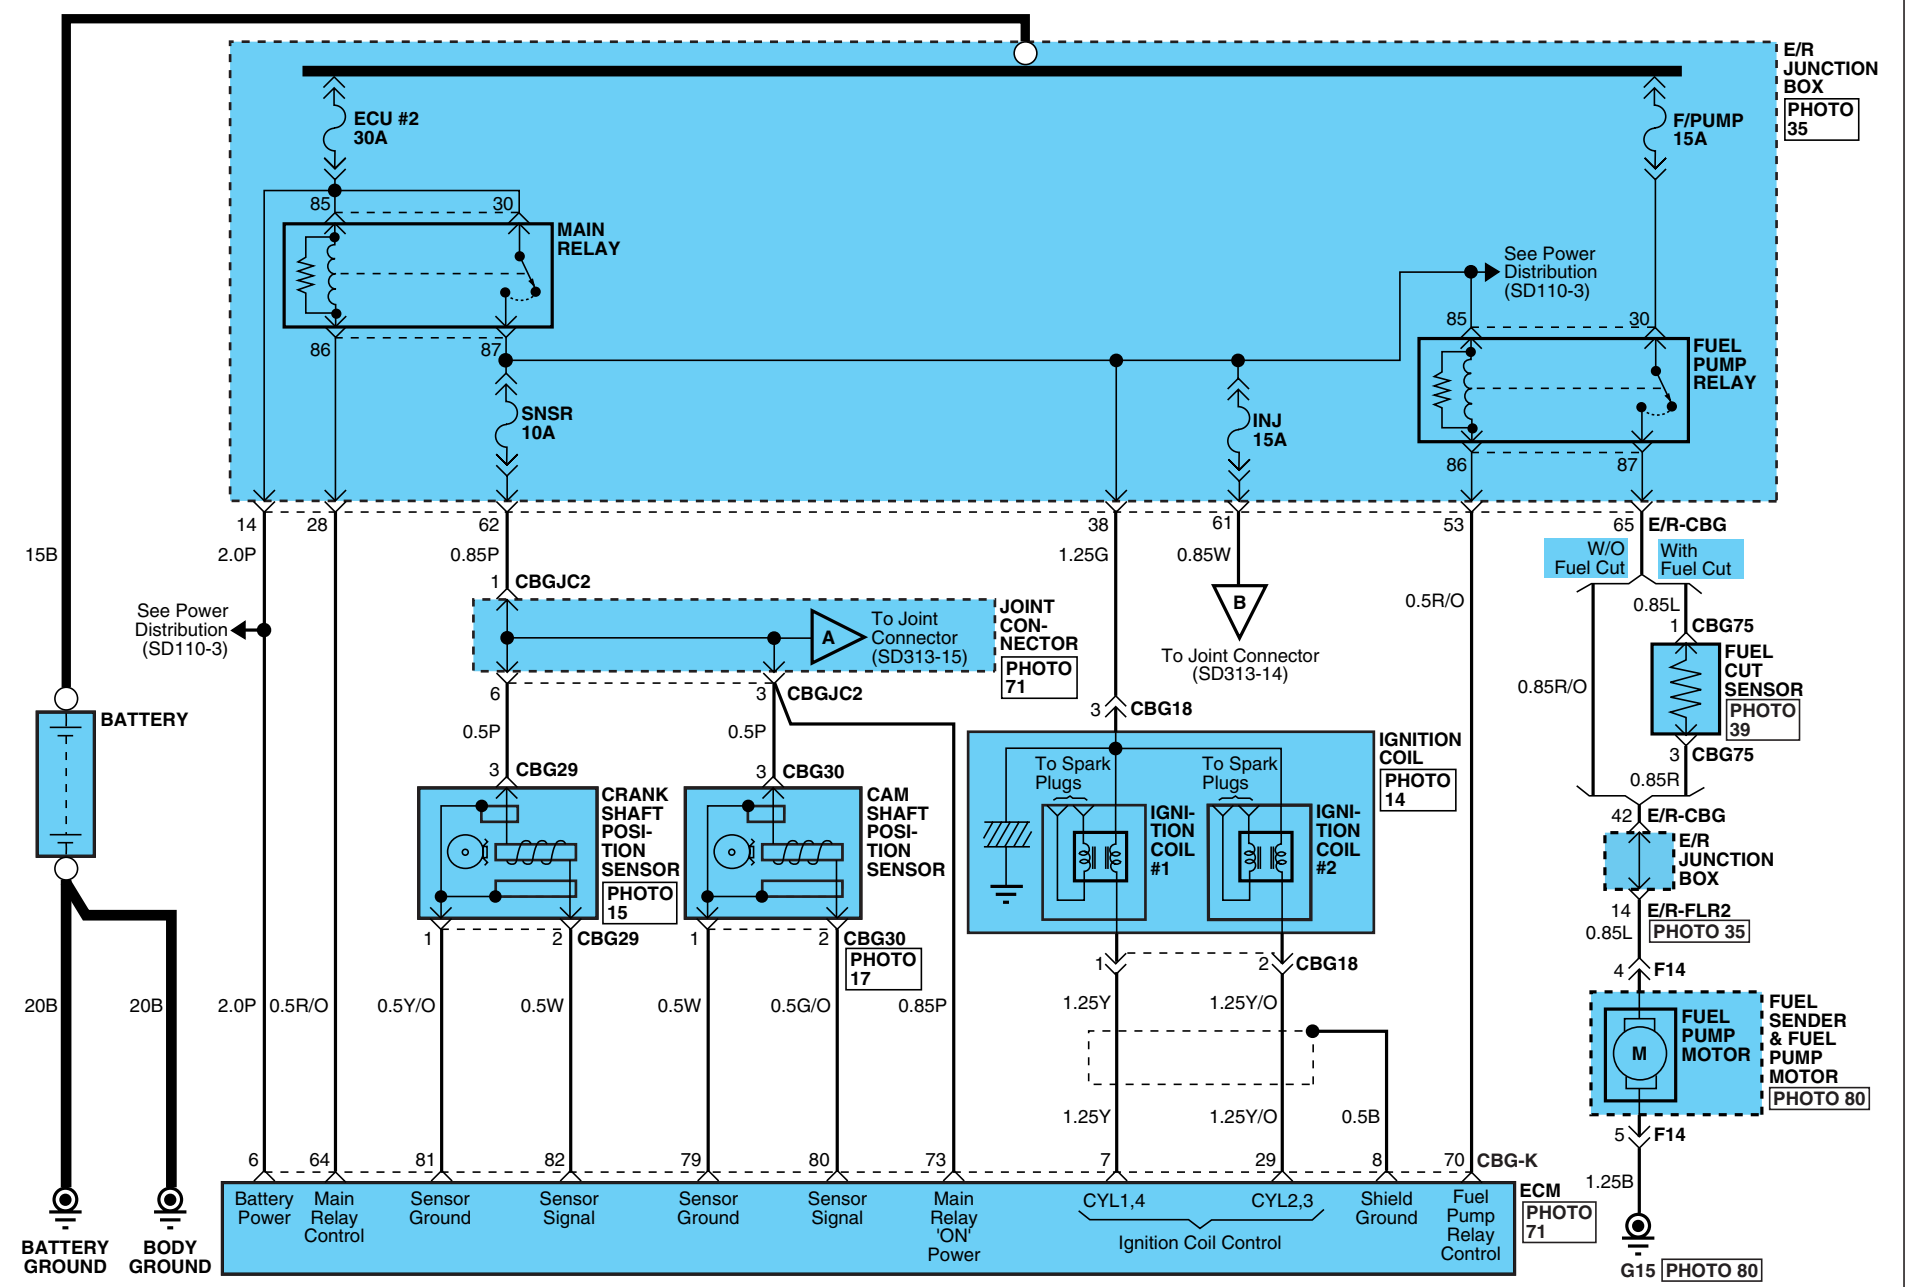 E/R
JUNCTION
BOX
PHOTO
35
ECU #2
30A
F/PUMP
15A
85
30
MAIN
RELAY
See Power
Distribution
(SD110-3)
85
30
86
87
FUEL
PUMP
RELAY
SNSR
10A
INJ
15A
86
87
14
28
62
38
61
53
65
E/R-CBG
15B
2.0P
0.85P
1.25G
0.85W
W/O
Fuel Cut
With
Fuel Cut
1
CBGJC2
0.5R/O
0.85L
See Power
Distribution
(SD110-3)
A
To Joint
Connector
(SD313-15)
JOINT
CON-
NECTOR
PHOTO
71
B
To Joint Connector
(SD313-14)
1
CBG75
FUEL
CUT
SENSOR
PHOTO
39
6
3
CBGJC2
0.85R/O
3
CBG18
BATTERY
0.5P
0.5P
IGNITION
COIL
PHOTO
14
3
CBG75
0.85R
3
CBG29
3
CBG30
To Spark
Plugs
To Spark
Plugs
CRANK
SHAFT
POSI-
TION
SENSOR
PHOTO
15
CAM
SHAFT
POSI-
TION
SENSOR
IGNI-
TION
COIL
#1
IGNI-
TION
COIL
#2
42
E/R-CBG
E/R
JUNCTION
BOX
14
E/R-FLR2
0.85L
PHOTO 35
1
2
CBG29
1
2
CBG30
PHOTO
17
1
2
CBG18
4
F14
20B
20B
2.0P
0.5R/O
0.5Y/O
0.5W
0.5W
0.5G/O
0.85P
1.25Y
1.25Y/O
FUEL
PUMP
MOTOR
M
FUEL
SENDER
& FUEL
PUMP
MOTOR
PHOTO 80
1.25Y
1.25Y/O
0.5B
5
F14
6
64
81
82
79
80
73
7
29
8
70
CBG-K
1.25B
Battery
Power
Main
Relay
Control
Sensor
Ground
Sensor
Signal
Sensor
Ground
Sensor
Signal
Main
Relay
'ON'
Power
CYL1,4
CYL2,3
Ignition Coil Control
Shield
Ground
Fuel
Pump
Relay
Control
ECM
PHOTO
71
BATTERY
GROUND
BODY
GROUND
G15
PHOTO 80